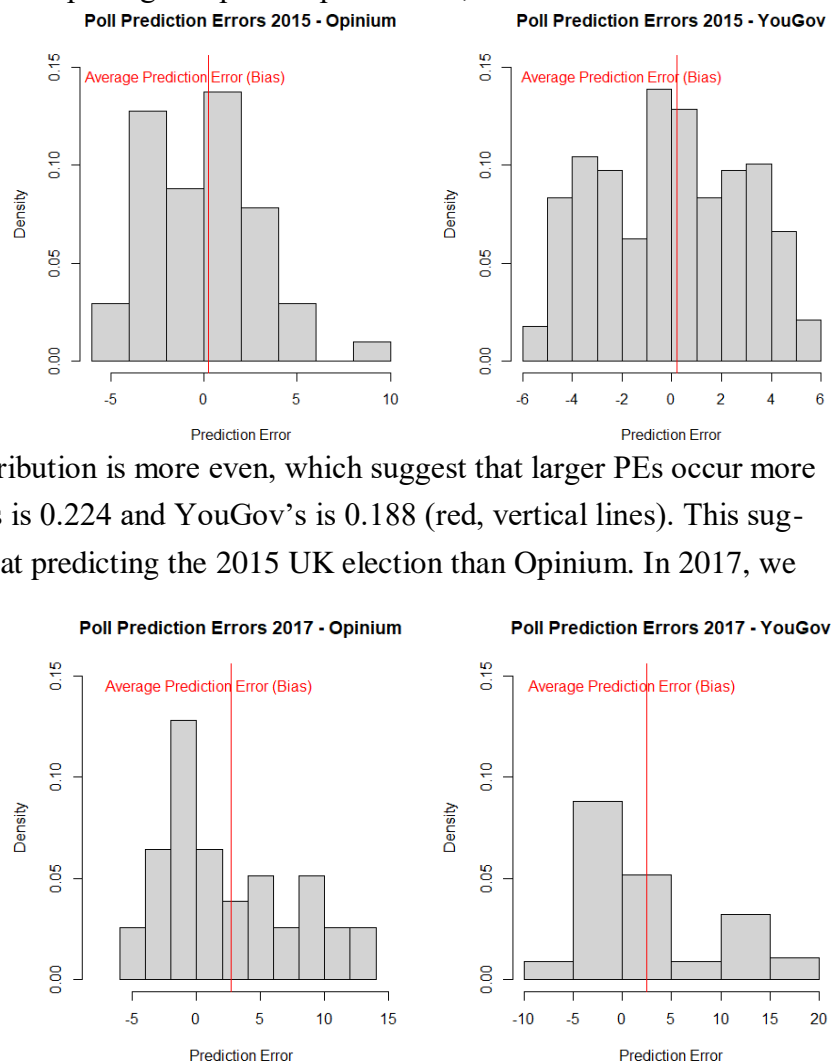 Poll Prediction Errors 2015 - Opinium
Poll Prediction Errors 2015 - YouGov
Average Prediction Error (Bias)
Average Prediction Error (Bias)
0.15
0.10
0.05
0.00
Density
-5 0 5 10
Prediction Error
0.15
0.10
0.05
0.00
Density
-6 -4 -2 0 2 4 6
Prediction Error
ribution is more even, which suggest that larger PEs occur more
s is 0.224 and YouGov's is 0.188 (red, vertical lines). This sug-
at predicting the 2015 UK election than Opinium. In 2017, we
Poll Prediction Errors 2017 - Opinium
Poll Prediction Errors 2017 - YouGov
Average Prediction Error (Bias)
Average Prediction Error (Bias)
0.15
0.10
0.05
0.00
Density
-5 0 5 10 15
Prediction Error
0.15
0.10
0.05
0.00
Density
-10 -5 0 5 10 15 20
Prediction Error